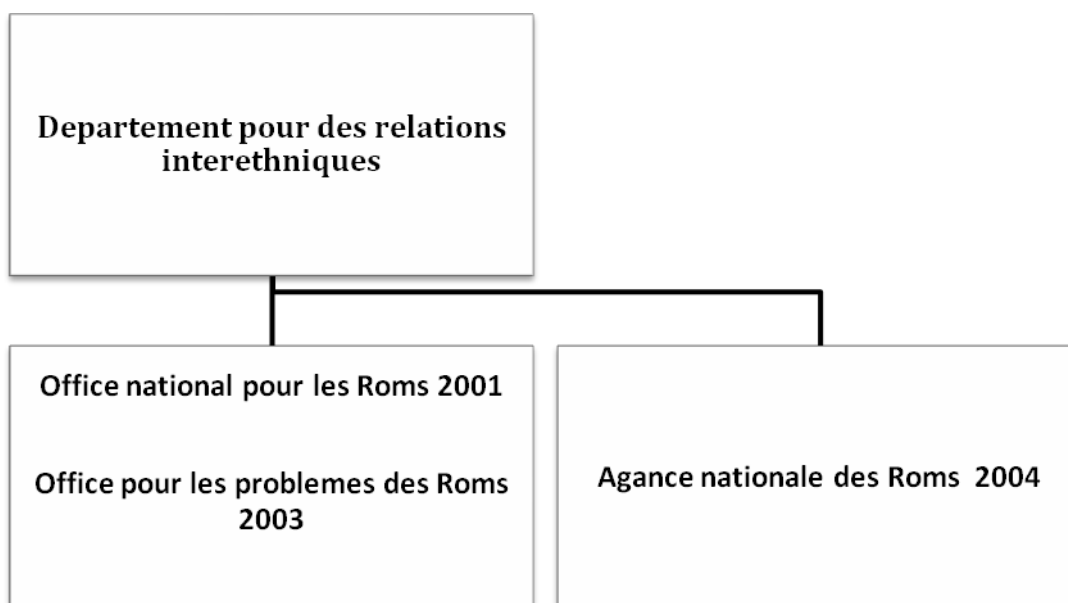 Departement pour des relations
interethniques
Office national pour les Roms 2001
Office pour les problemes des Roms
2003
Agance nationale des Roms 2004